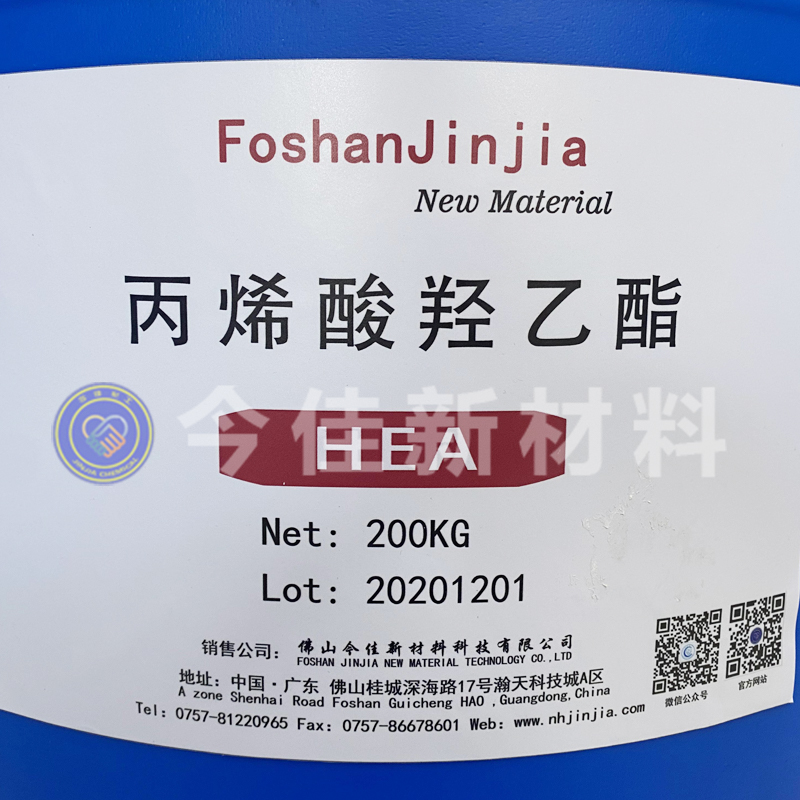 FoshanJinjia
New Material
丙烯酸羟乙酯
今佳新材料
HEA
JINJIA CHEMICAL
Net: 200KG
Lot: 20201201
销售公司: 佛山今佳新材料科技有限公司
FOSHAN JINJIA NEW MATERIAL TECHNOLOGY CO.,LTD
地址: 中国·广东 佛山桂城深海路17号瀚天科技城A区
A zone Shenhai Road Foshan Guicheng HAO ,Guangdong,China
Tel: 0757-81220965 Fax: 0757-86678601 Web: www.nhjinjia.com
微信公众号
官方网站